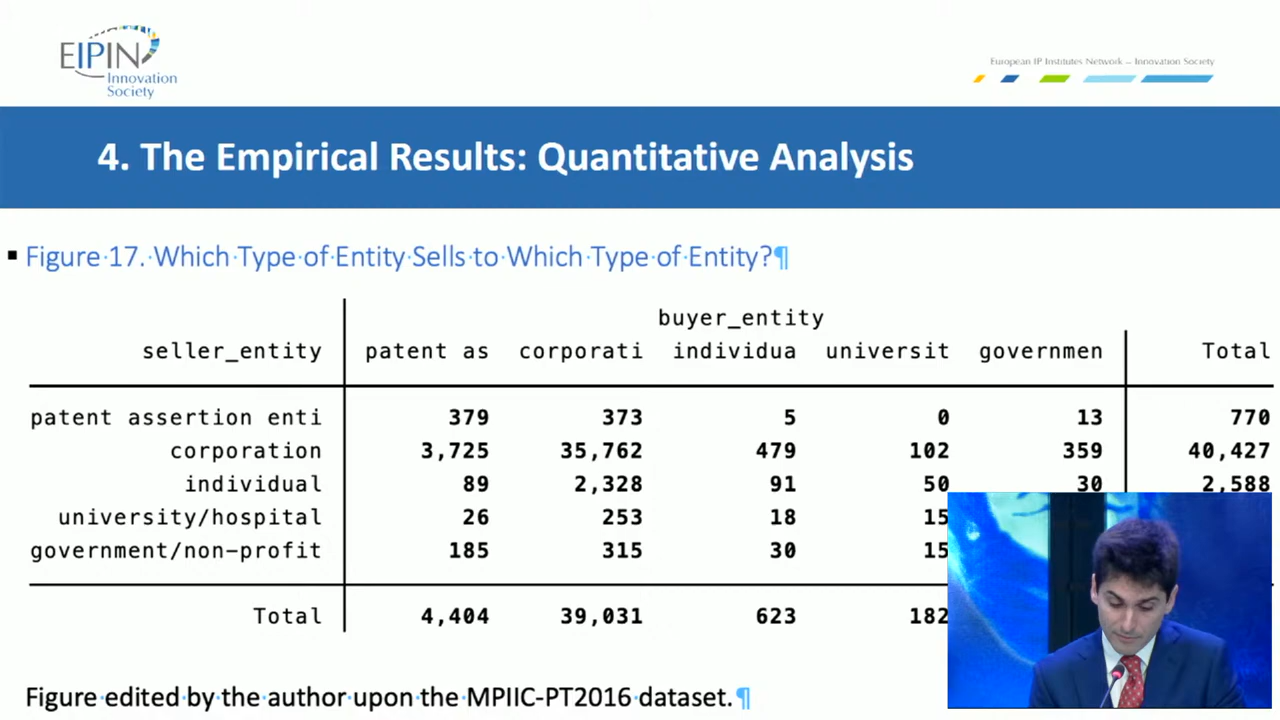 EIPIN
Innovation
Society
European IP Institutes Network – Innovation Society
4. The Empirical Results: Quantitative Analysis
▪ Figure·17.·Which·Type·of·Entity·Sells·to·Which·Type·of·Entity?¶
buyer_entity
seller_entity patent as corporati individua universit governmen Total
patent assertion enti 379 373 5 0 13 770
corporation 3,725 35,762 479 102 359 40,427
individual 89 2,328 91 50 30 2,588
university/hospital 26 253 18 15
government/non-profit 185 315 30 15
Total 4,404 39,031 623 182
Figure·edited·by·the·author·upon·the·MPIIC-PT2016·dataset.¶